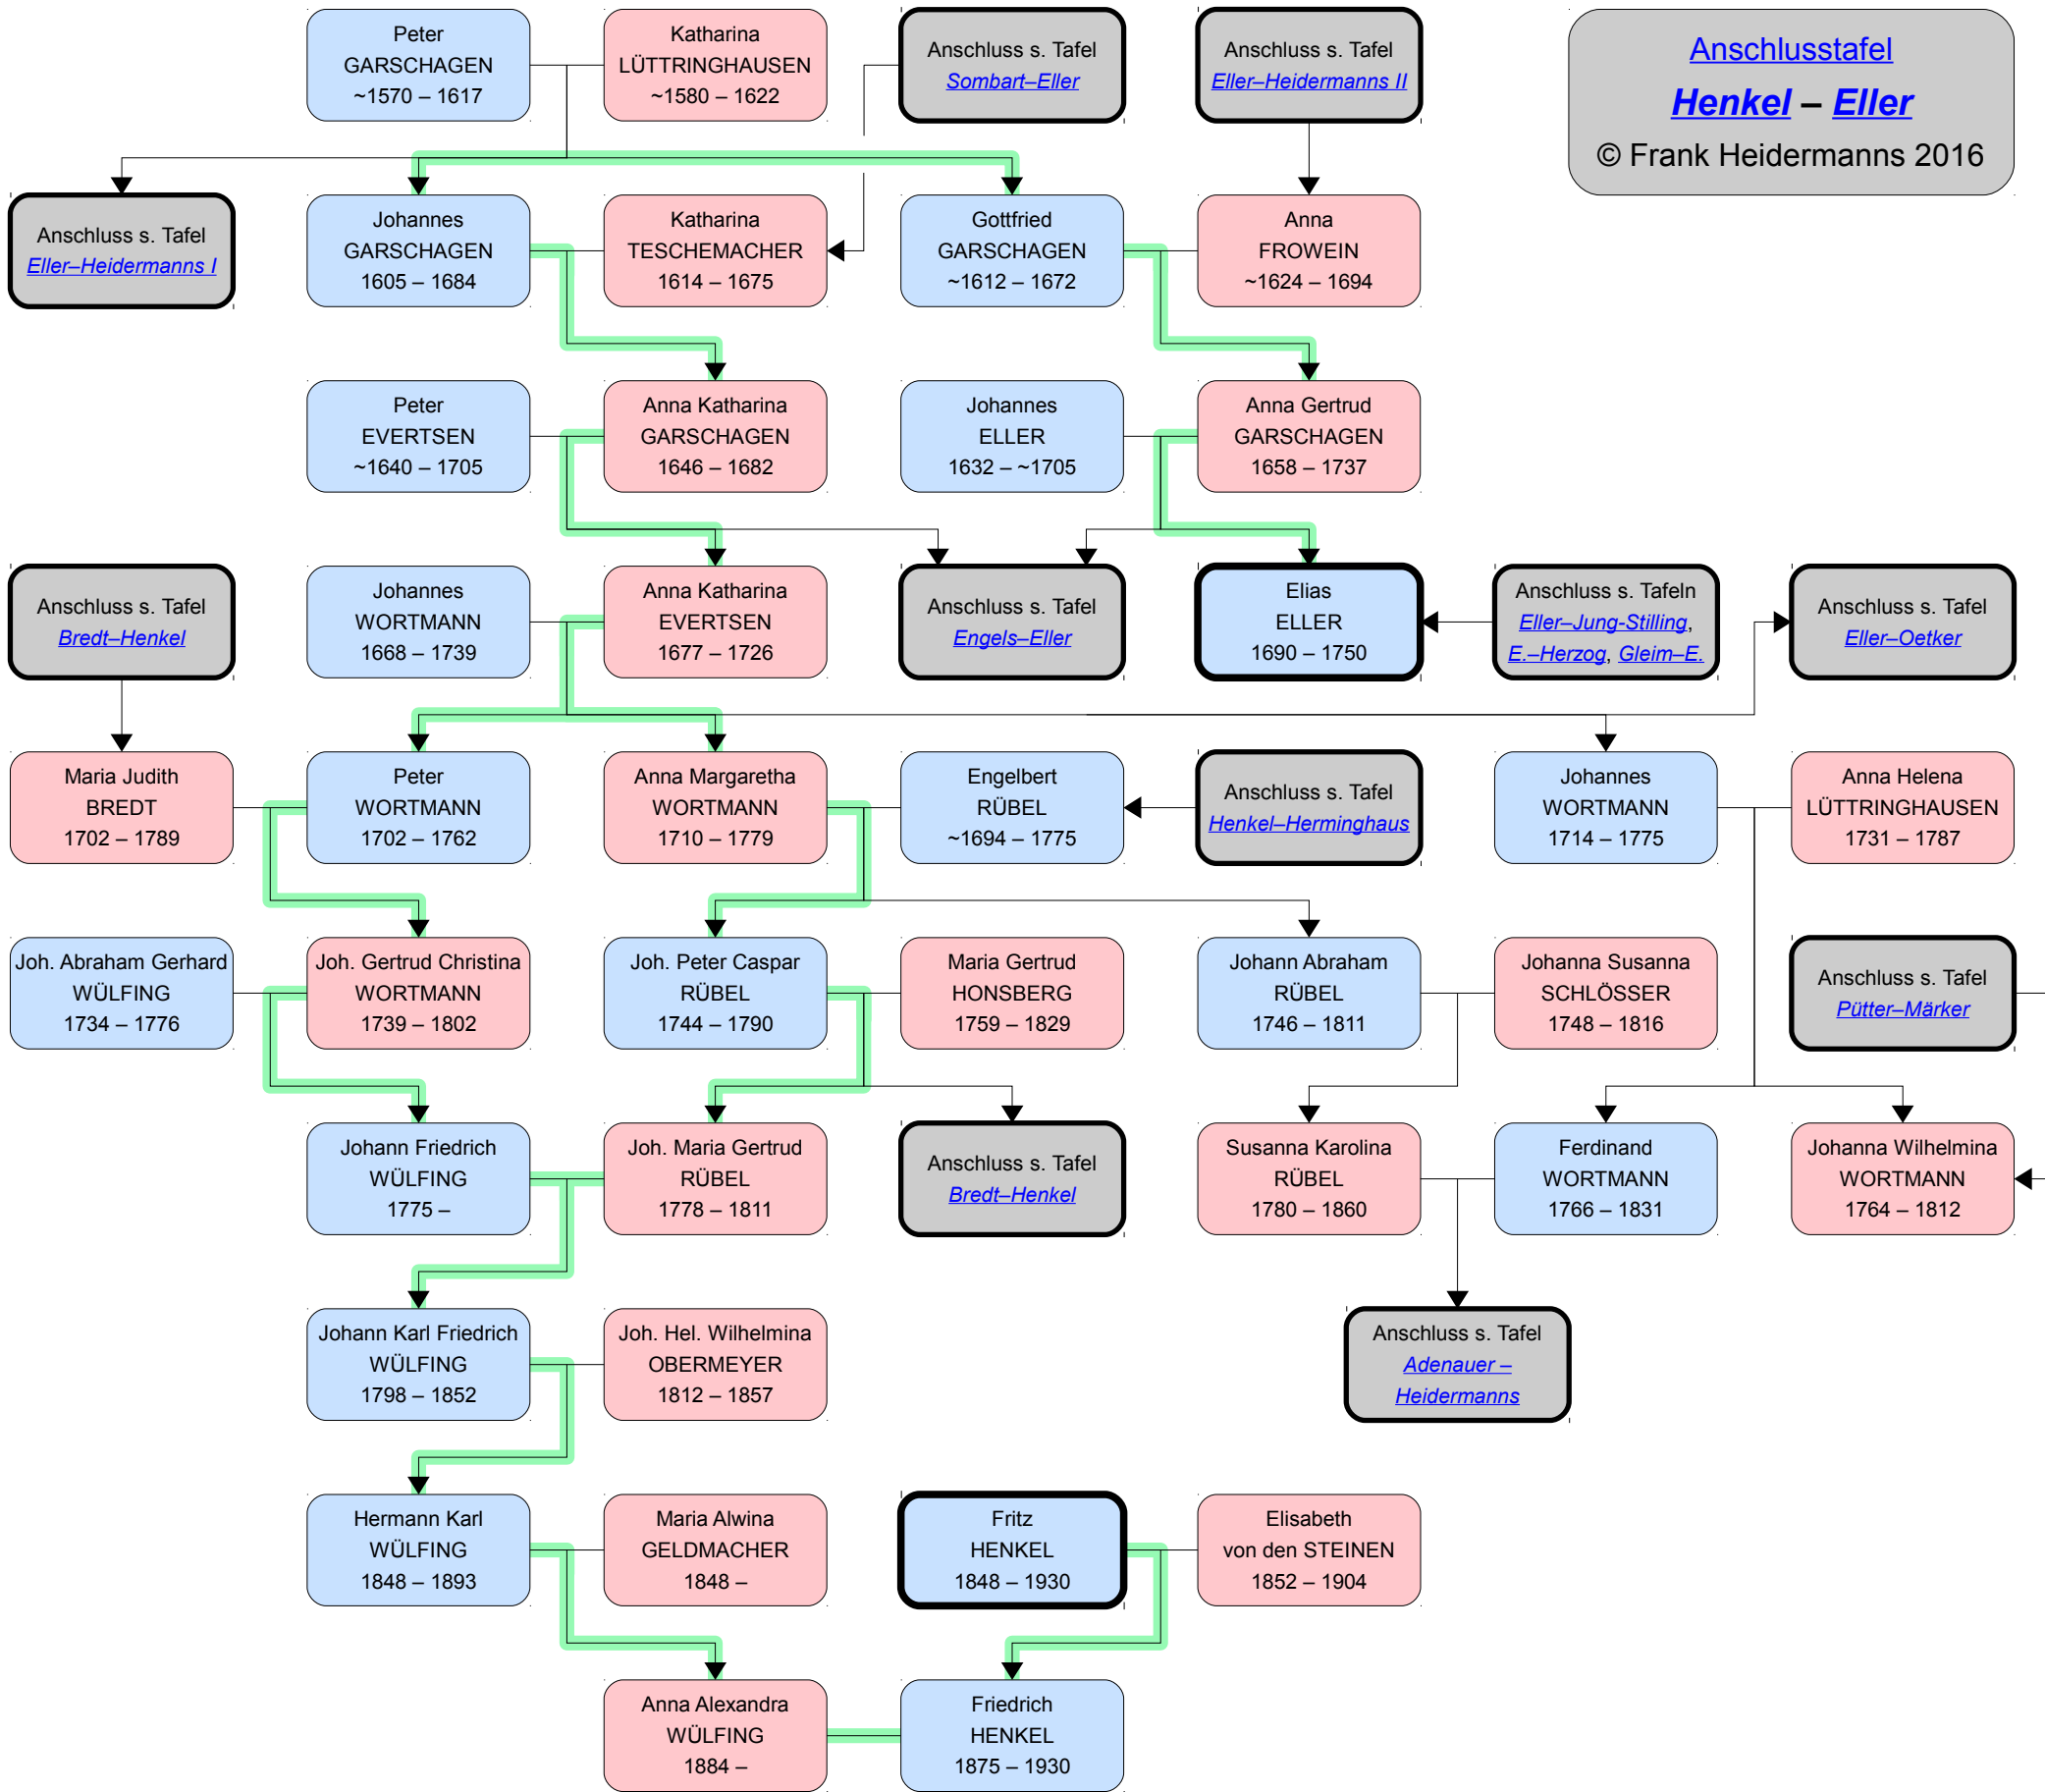 Peter
GARSCHAGEN
~1570 – 1617
Katharina
LÜTTRINGHAUSEN
~1580 – 1622
Anschluss s. Tafel
Sombart–Eller
Anschluss s. Tafel
Eller–Heidermanns II
Anschlusstafel
Henkel – Eller
© Frank Heidermanns 2016
Anschluss s. Tafel
Eller–Heidermanns I
Johannes
GARSCHAGEN
1605 – 1684
Katharina
TESCHEMACHER
1614 – 1675
Gottfried
GARSCHAGEN
~1612 – 1672
Anna
FROWEIN
~1624 – 1694
Peter
EVERTSEN
~1640 – 1705
Anna Katharina
GARSCHAGEN
1646 – 1682
Johannes
ELLER
1632 – ~1705
Anna Gertrud
GARSCHAGEN
1658 – 1737
Anschluss s. Tafel
Bredt–Henkel
Johannes
WORTMANN
1668 – 1739
Anna Katharina
EVERTSEN
1677 – 1726
Anschluss s. Tafel
Engels–Eller
Elias
ELLER
1690 – 1750
Anschluss s. Tafeln
Eller–Jung-Stilling,
E.–Herzog, Gleim–E.
Anschluss s. Tafel
Eller–Oetker
Maria Judith
BREDT
1702 – 1789
Peter
WORTMANN
1702 – 1762
Anna Margaretha
WORTMANN
1710 – 1779
Engelbert
RÜBEL
~1694 – 1775
Anschluss s. Tafel
Henkel–Herminghaus
Johannes
WORTMANN
1714 – 1775
Anna Helena
LÜTTRINGHAUSEN
1731 – 1787
Joh. Abraham Gerhard
WÜLFING
1734 – 1776
Joh. Gertrud Christina
WORTMANN
1739 – 1802
Joh. Peter Caspar
RÜBEL
1744 – 1790
Maria Gertrud
HONSBERG
1759 – 1829
Johann Abraham
RÜBEL
1746 – 1811
Johanna Susanna
SCHLÖSSER
1748 – 1816
Anschluss s. Tafel
Pütter–Märker
Johann Friedrich
WÜLFING
1775 –
Joh. Maria Gertrud
RÜBEL
1778 – 1811
Anschluss s. Tafel
Bredt–Henkel
Susanna Karolina
RÜBEL
1780 – 1860
Ferdinand
WORTMANN
1766 – 1831
Johanna Wilhelmina
WORTMANN
1764 – 1812
Johann Karl Friedrich
WÜLFING
1798 – 1852
Joh. Hel. Wilhelmina
OBERMEYER
1812 – 1857
Anschluss s. Tafel
Adenauer –
Heidermanns
Hermann Karl
WÜLFING
1848 – 1893
Maria Alwina
GELDMACHER
1848 –
Fritz
HENKEL
1848 – 1930
Elisabeth
von den STEINEN
1852 – 1904
Anna Alexandra
WÜLFING
1884 –
Friedrich
HENKEL
1875 – 1930